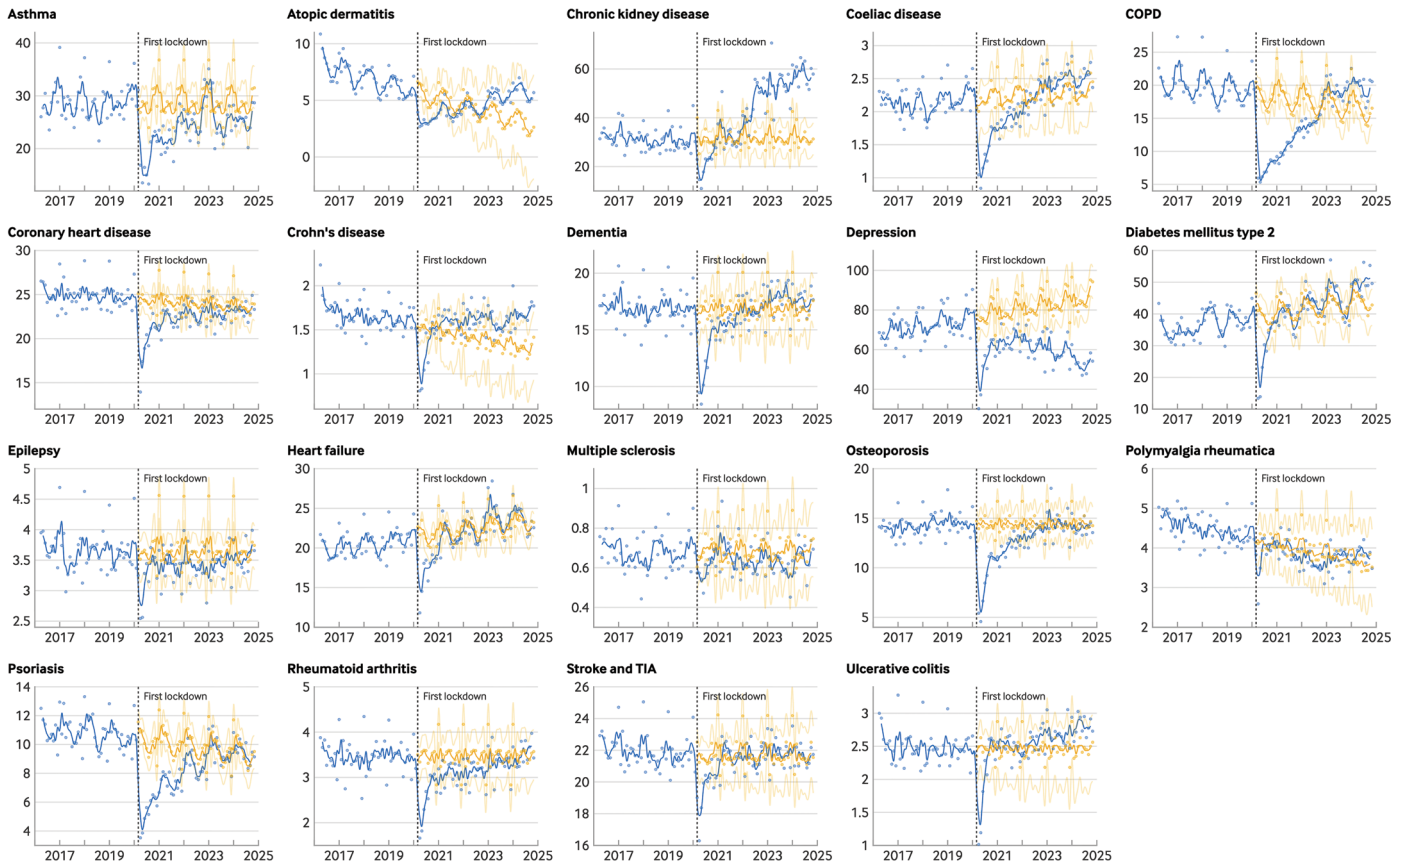 Asthma
40
30
20
First lockdown
2017 2019 2021 2023 2025
Atopic dermatitis
10
5
0
First lockdown
2017 2019 2021 2023 2025
Chronic kidney disease
60
40
20
First lockdown
2017 2019 2021 2023 2025
Coeliac disease
3
2.5
2
1.5
1
First lockdown
2017 2019 2021 2023 2025
COPD
25
20
15
10
5
First lockdown
2017 2019 2021 2023 2025
Coronary heart disease
30
25
20
15
First lockdown
2017 2019 2021 2023 2025
Crohn's disease
2
1.5
1
First lockdown
2017 2019 2021 2023 2025
Dementia
20
15
10
First lockdown
2017 2019 2021 2023 2025
Depression
100
80
60
40
First lockdown
2017 2019 2021 2023 2025
Diabetes mellitus type 2
60
50
40
30
20
10
First lockdown
2017 2019 2021 2023 2025
Epilepsy
5
4.5
4
3.5
3
2.5
First lockdown
2017 2019 2021 2023 2025
Heart failure
30
25
20
15
10
First lockdown
2017 2019 2021 2023 2025
Multiple sclerosis
1
0.8
0.6
0.4
First lockdown
2017 2019 2021 2023 2025
Osteoporosis
20
15
10
5
First lockdown
2017 2019 2021 2023 2025
Polymyalgia rheumatica
6
5
4
3
2
First lockdown
2017 2019 2021 2023 2025
Psoriasis
14
12
10
8
6
4
First lockdown
2017 2019 2021 2023 2025
Rheumatoid arthritis
5
4
3
2
First lockdown
2017 2019 2021 2023 2025
Stroke and TIA
26
24
22
20
18
16
First lockdown
2017 2019 2021 2023 2025
Ulcerative colitis
3
2.5
2
1.5
1
First lockdown
2017 2019 2021 2023 2025